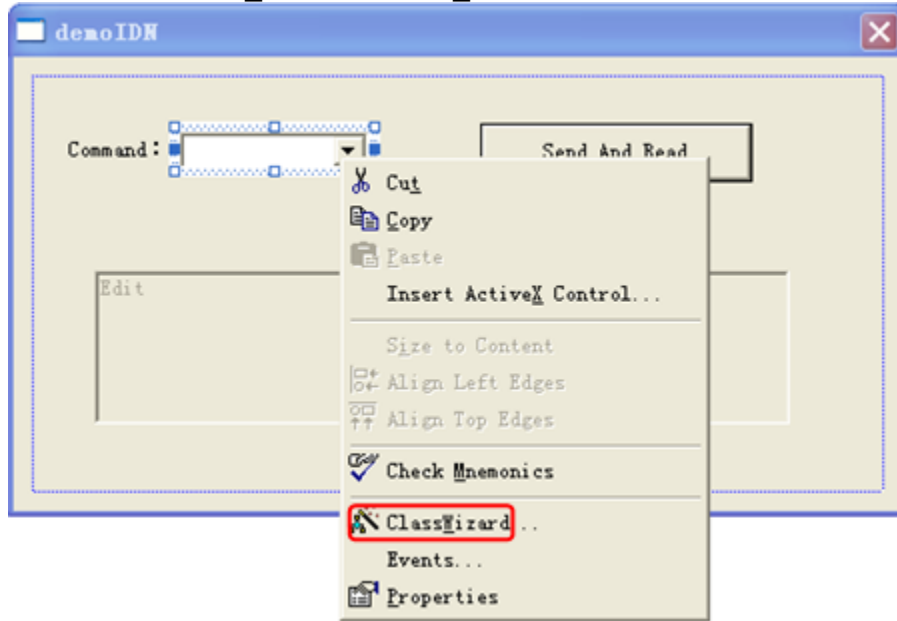 demoIDN
Command:
Send And Read
Edit
Cut
Copy
Paste
Insert ActiveX Control...
Size to Content
Align Left Edges
Align Top Edges
Check Mnemonics
ClassWizard...
Events...
Properties